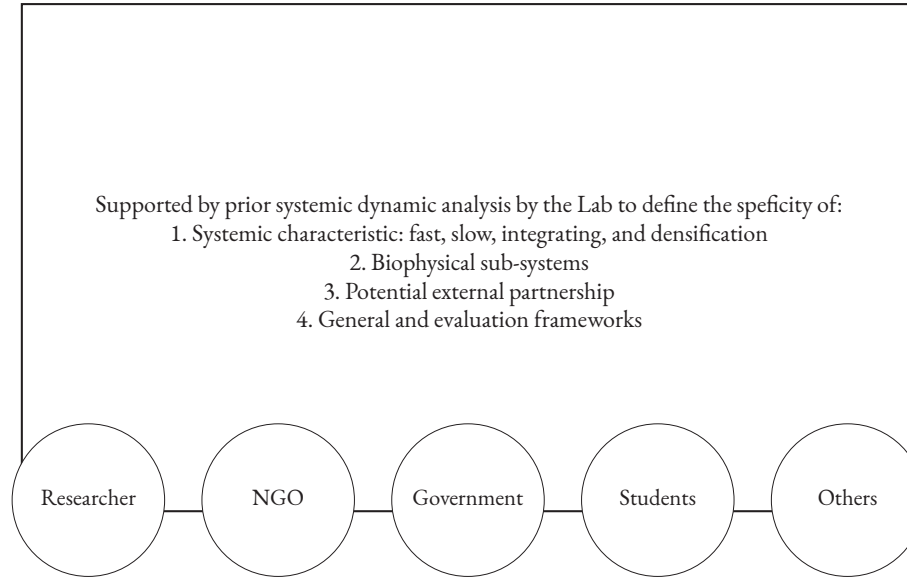 Supported by prior systemic dynamic analysis by the Lab to define the speficity of:
1. Systemic characteristic: fast, slow, integrating, and densification
2. Biophysical sub-systems
3. Potential external partnership
4. General and evaluation frameworks
Researcher
NGO
Government
Students
Others